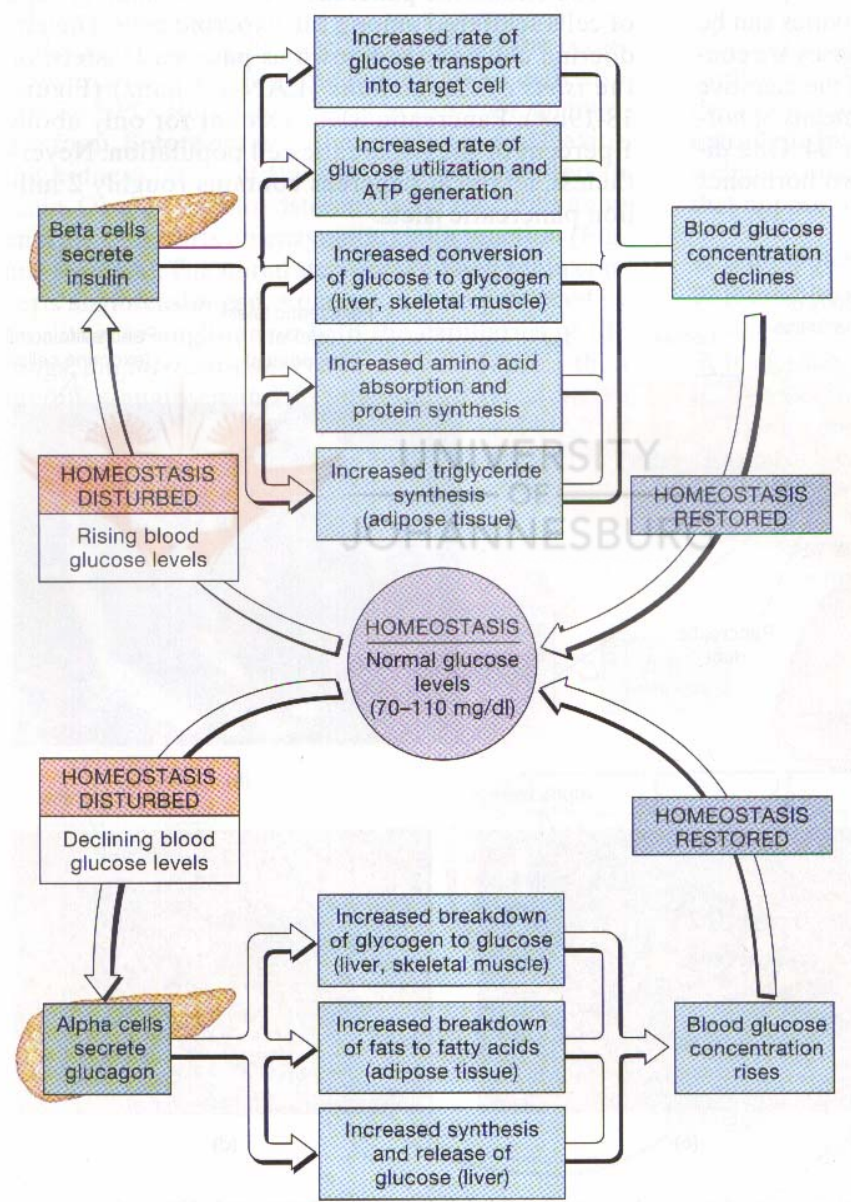 Increased rate of
glucose transport
into target cell
Increased rate of
glucose utilization and
ATP generation
Beta cells
secrete
insulin
Increased conversion
of glucose to glycogen
(liver, skeletal muscle)
Blood glucose
concentration
declines
Increased amino acid
absorption and
protein synthesis
HOMEOSTASIS
DISTURBED
Rising blood
glucose levels
Increased triglyceride
synthesis
(adipose tissue)
UNIVERSITY
OF
JOHANNESBURG
HOMEOSTASIS
RESTORED
HOMEOSTASIS
Normal glucose
levels
(70–110 mg/dl)
HOMEOSTASIS
DISTURBED
Declining blood
glucose levels
HOMEOSTASIS
RESTORED
Increased breakdown
of glycogen to glucose
(liver, skeletal muscle)
Alpha cells
secrete
glucagon
Increased breakdown
of fats to fatty acids
(adipose tissue)
Blood glucose
concentration
rises
Increased synthesis
and release of
glucose (liver)